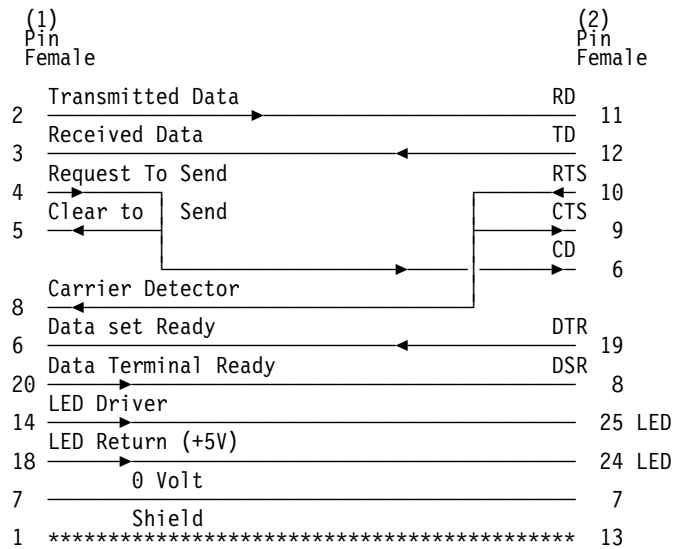 (1) (2)
Pin Pin
Female Female
Transmitted Data RD
2 11
Received Data TD
3 12
Request To Send RTS
4 10
Clear to Send CTS
5 9
CD
6
Carrier Detector
8
Data set Ready DTR
6 19
Data Terminal Ready DSR
20 8
LED Driver
14 25 LED
LED Return (+5V)
18 24 LED
0 Volt
7 7
Shield
1 ******************************************** 13